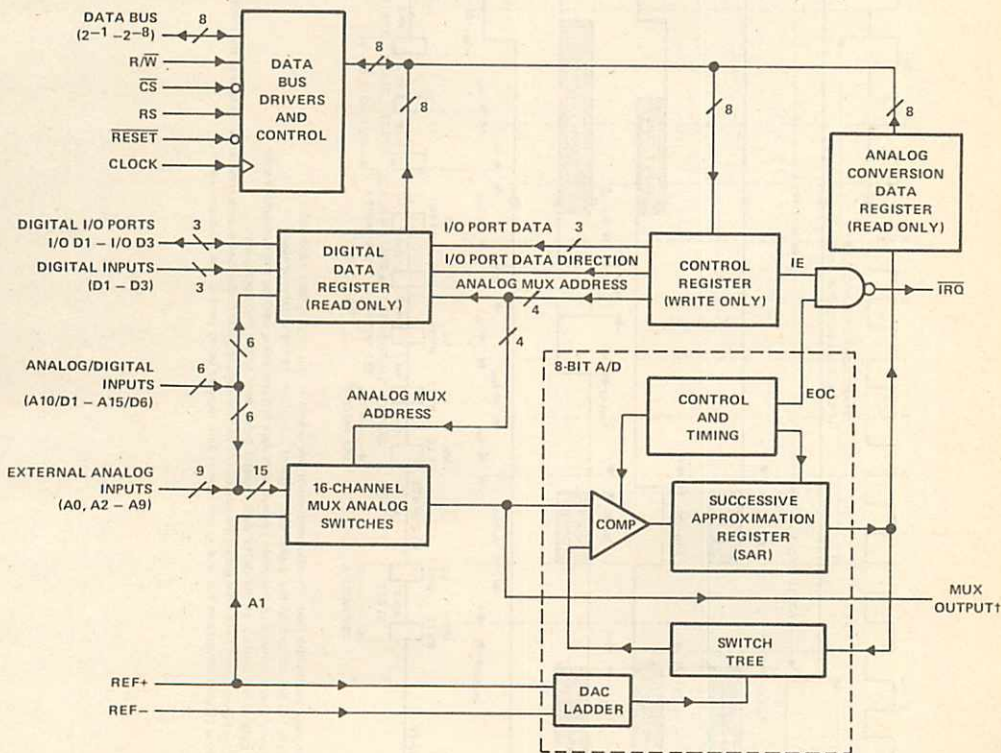 DATA BUS
(2⁻¹ –2⁻⁸)
8
R/W̅
C̅S̅
RS
R̅E̅S̅E̅T̅
CLOCK
DATA
BUS
DRIVERS
AND
CONTROL
8
8
8
8
ANALOG
CONVERSION
DATA
REGISTER
(READ ONLY)
DIGITAL I/O PORTS
I/O D1 – I/O D3
3
DIGITAL INPUTS
(D1 – D3)
3
DIGITAL
DATA
REGISTER
(READ ONLY)
I/O PORT DATA
3
I/O PORT DATA DIRECTION
ANALOG MUX ADDRESS
4
4
CONTROL
REGISTER
(WRITE ONLY)
IE
I̅R̅Q̅
6
ANALOG/DIGITAL
INPUTS
(A10/D1 – A15/D6)
6
6
ANALOG MUX
ADDRESS
8-BIT A/D
CONTROL
AND
TIMING
EOC
EXTERNAL ANALOG
INPUTS
(A0, A2 – A9)
9
15
16-CHANNEL
MUX ANALOG
SWITCHES
COMP
SUCCESSIVE
APPROXIMATION
REGISTER
(SAR)
A1
MUX
OUTPUT†
SWITCH
TREE
REF+
REF–
DAC
LADDER